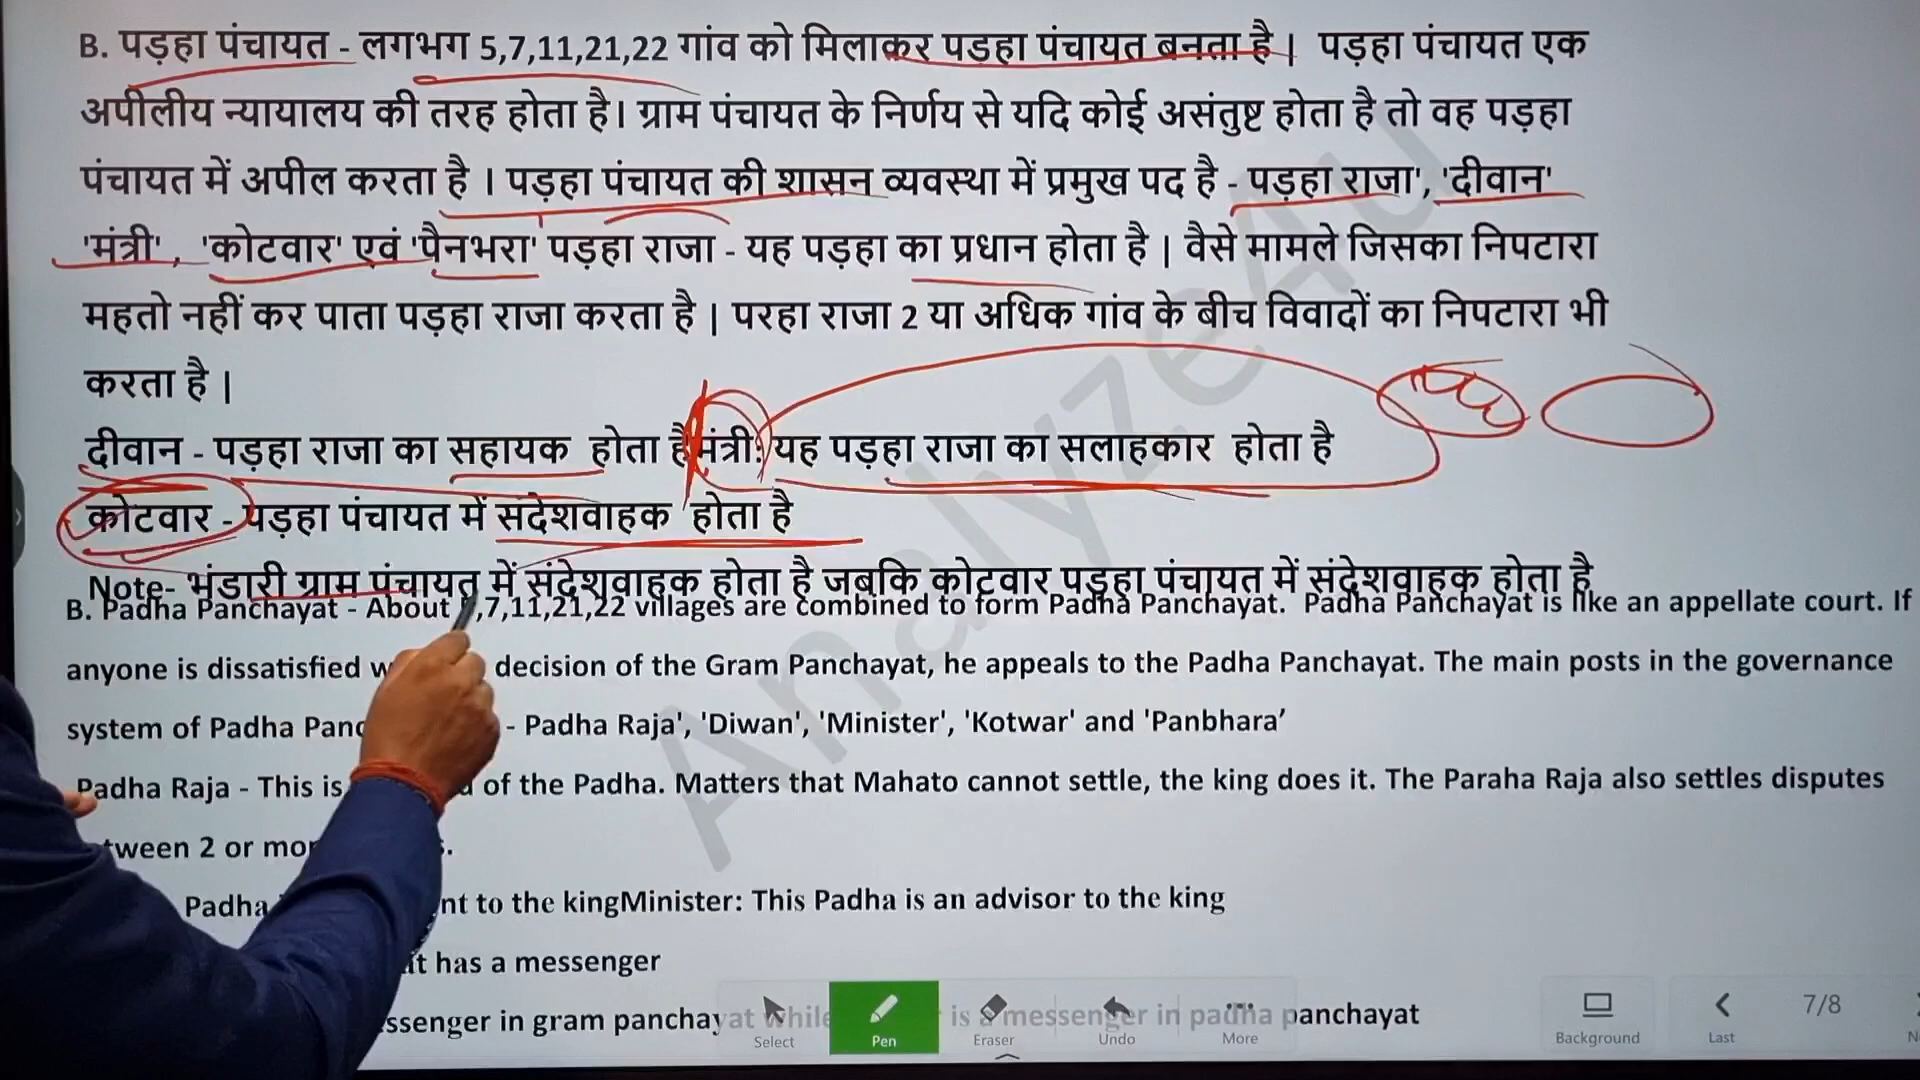 B. पड़हा पंचायत - लगभग 5,7,11,21,22 गांव को मिलाकर पड़हा पंचायत बनता है | पड़हा पंचायत एक
अपीलीय न्यायालय की तरह होता है। ग्राम पंचायत के निर्णय से यदि कोई असंतुष्ट होता है तो वह पड़हा
पंचायत में अपील करता है । पड़हा पंचायत की शासन व्यवस्था में प्रमुख पद है - पड़हा राजा', 'दीवान'
'मंत्री' , 'कोटवार' एवं 'पैनभरा' पड़हा राजा - यह पड़हा का प्रधान होता है | वैसे मामले जिसका निपटारा
महतो नहीं कर पाता पड़हा राजा करता है | परहा राजा 2 या अधिक गांव के बीच विवादों का निपटारा भी
करता है |
दीवान - पड़हा राजा का सहायक होता है मंत्री: यह पड़हा राजा का सलाहकार होता है
कोटवार - पड़हा पंचायत में संदेशवाहक होता है
Note- भंडारी ग्राम पंचायत में संदेशवाहक होता है जबकि कोटवार पड़हा पंचायत में संदेशवाहक होता है
B. Padha Panchayat - About ,7,11,21,22 villages are combined to form Padha Panchayat. Padha Panchayat is like an appellate court. If
anyone is dissatisfied decision of the Gram Panchayat, he appeals to the Padha Panchayat. The main posts in the governance
system of Padha - Padha Raja', 'Diwan', 'Minister', 'Kotwar' and 'Panbhara’
Padha Raja - This is of the Padha. Matters that Mahato cannot settle, the king does it. The Paraha Raja also settles disputes
2 or
Padha to the kingMinister: This Padha is an advisor to the king
it has a messenger
in gram panchayat while is a messenger in padha panchayat
Analyze4u
Select
Pen
Eraser
Undo
More
Background
Last
7/8